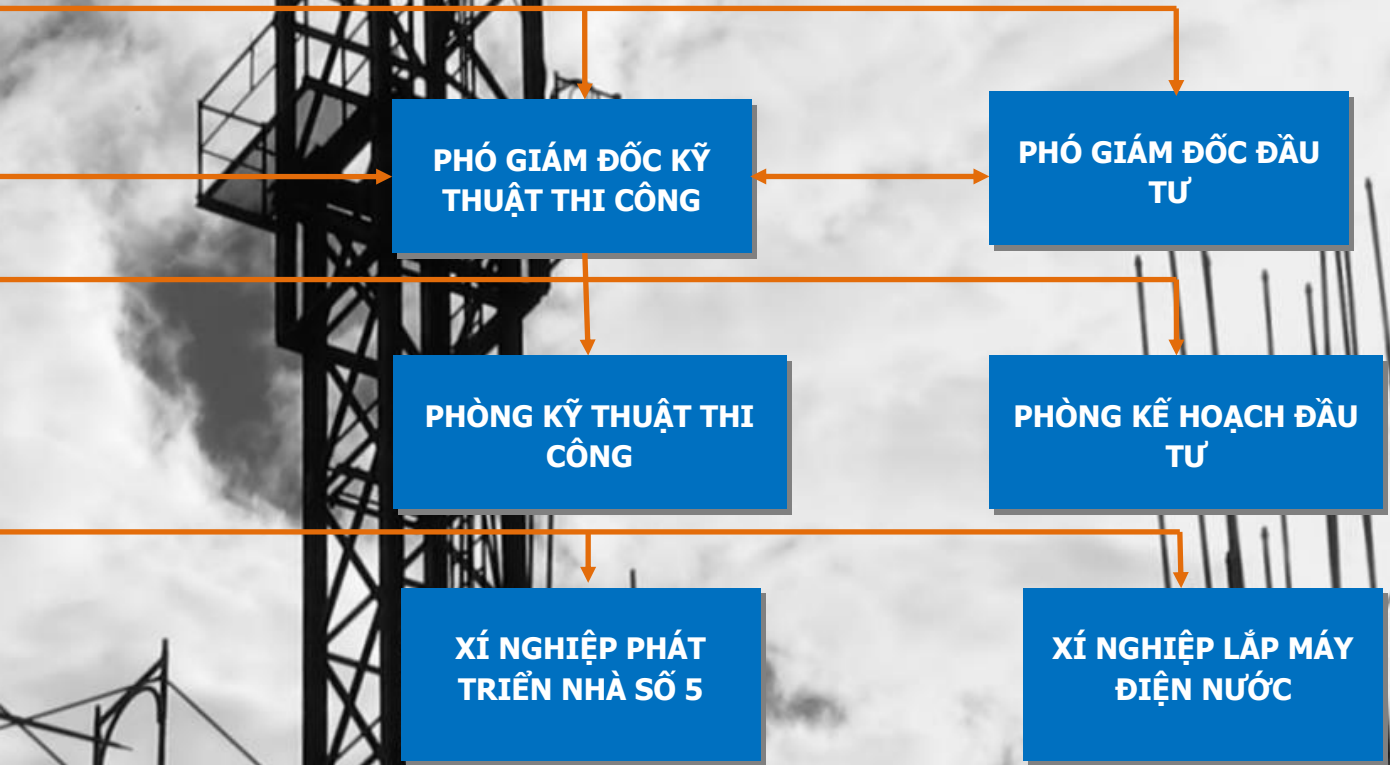 PHÓ GIÁM ĐỐC KỸ
THUẬT THI CÔNG
PHÓ GIÁM ĐỐC ĐẦU
TƯ
PHÒNG KỸ THUẬT THI
CÔNG
PHÒNG KẾ HOẠCH ĐẦU
TƯ
XÍ NGHIỆP PHÁT
TRIỂN NHÀ SỐ 5
XÍ NGHIỆP LẮP MÁY
ĐIỆN NƯỚC